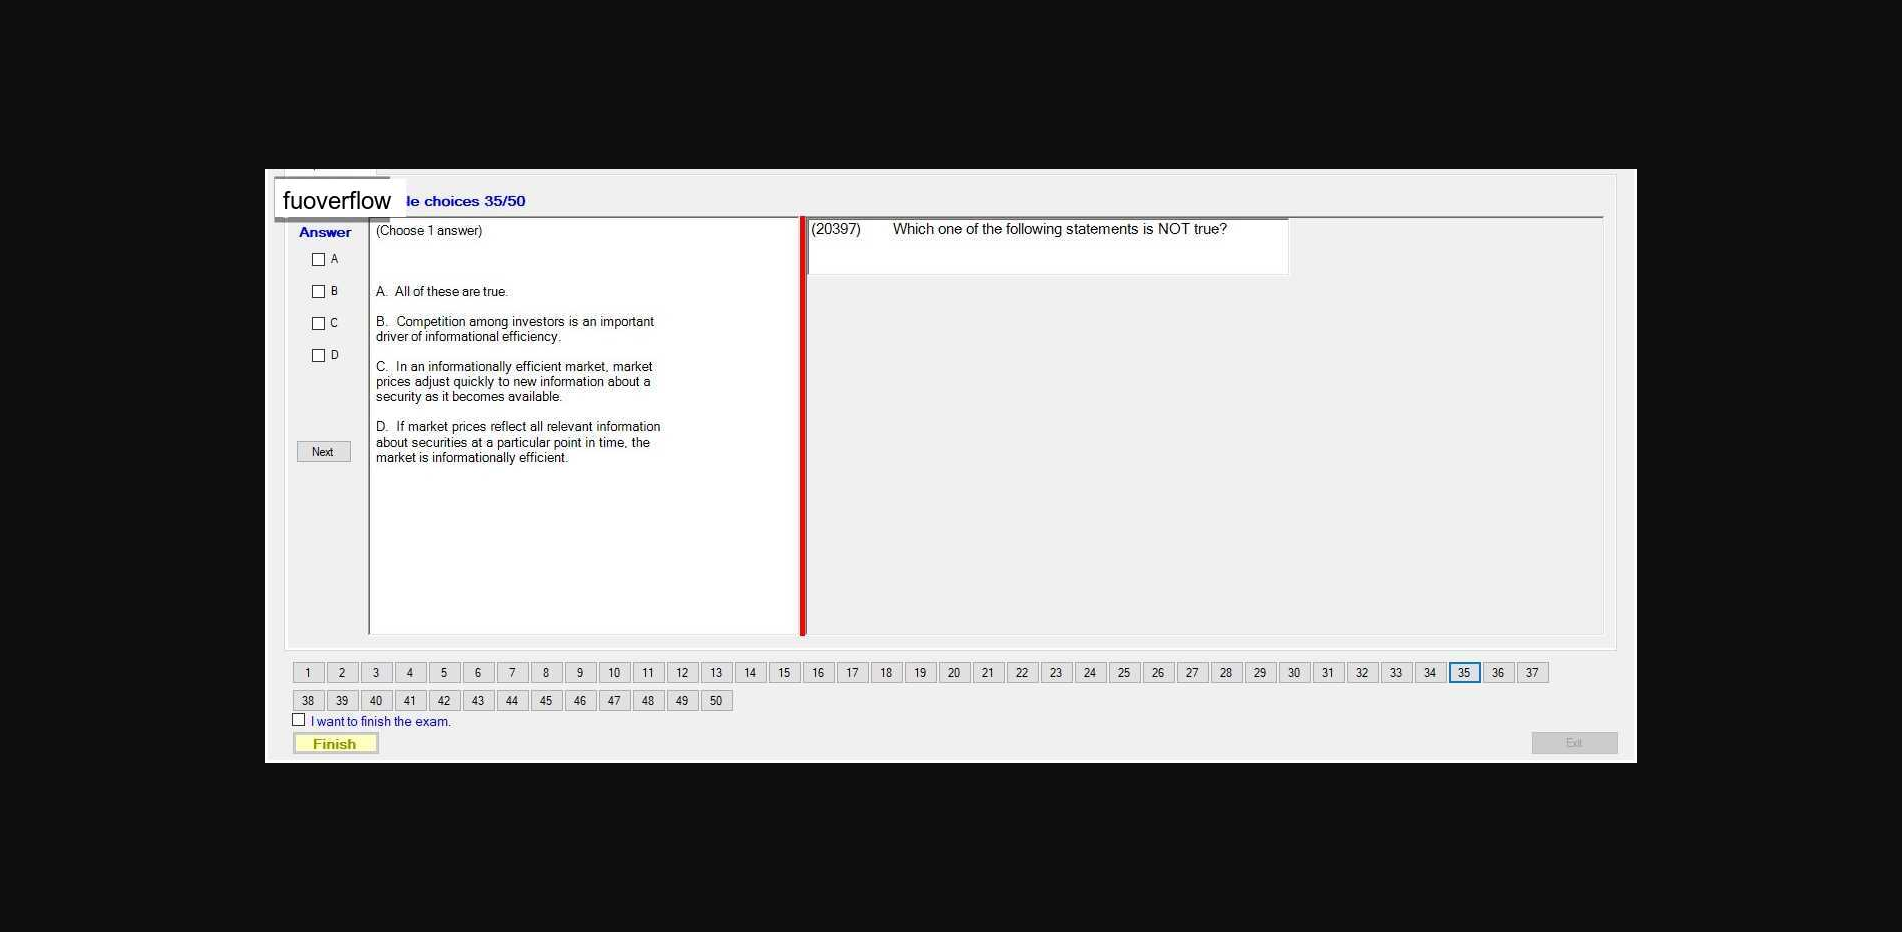 fuoverflow
le choices 35/50
Answer
(Choose 1 answer)
(20397) Which one of the following statements is NOT true?
A
B
C
D
A. All of these are true.
B. Competition among investors is an important
driver of informational efficiency.
C. In an informationally efficient market, market
prices adjust quickly to new information about a
security as it becomes available.
D. If market prices reflect all relevant information
about securities at a particular point in time, the
market is informationally efficient.
Next
1 2 3 4 5 6 7 8 9 10 11 12 13 14 15 16 17 18 19 20 21 22 23 24 25 26 27 28 29 30 31 32 33 34 35 36 37
38 39 40 41 42 43 44 45 46 47 48 49 50
I want to finish the exam.
Finish
Exit